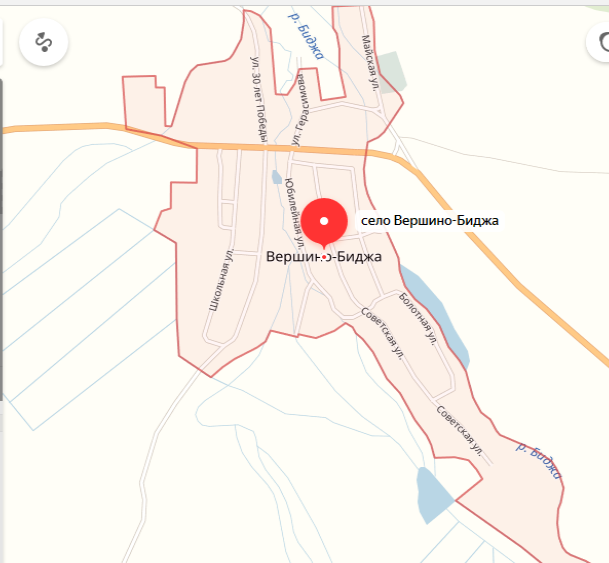 р. Биджа
Майская ул.
ул. 30 лет Победы
ул. Герасимова
Юбилейная ул.
село Вершино-Биджа
Вершино-Биджа
Школьная ул.
Болотная ул.
Советская ул.
Советская ул.
р. Биджа